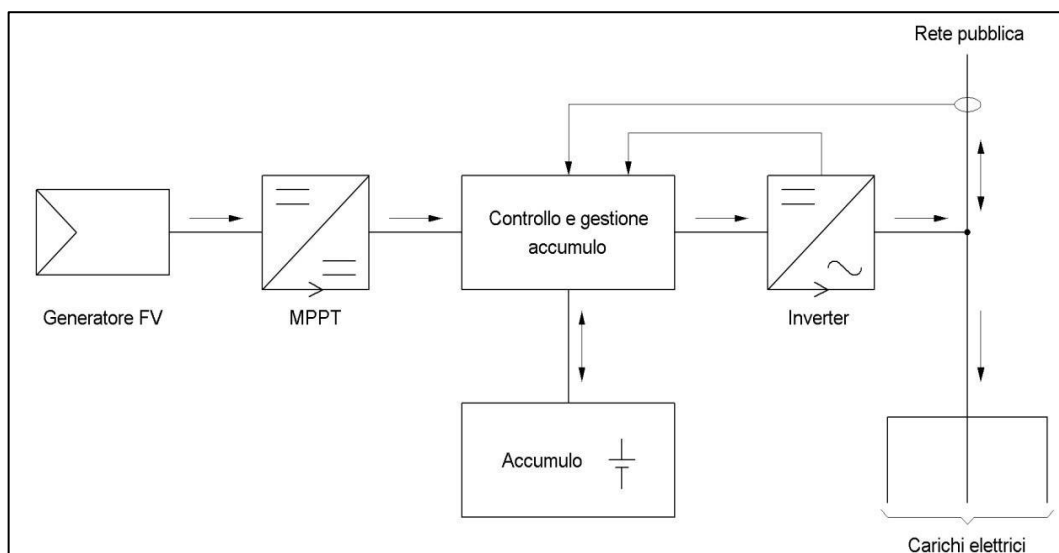 Rete pubblica
Controllo e gestione
accumulo
Generatore FV
MPPT
Inverter
Accumulo
Carichi elettrici